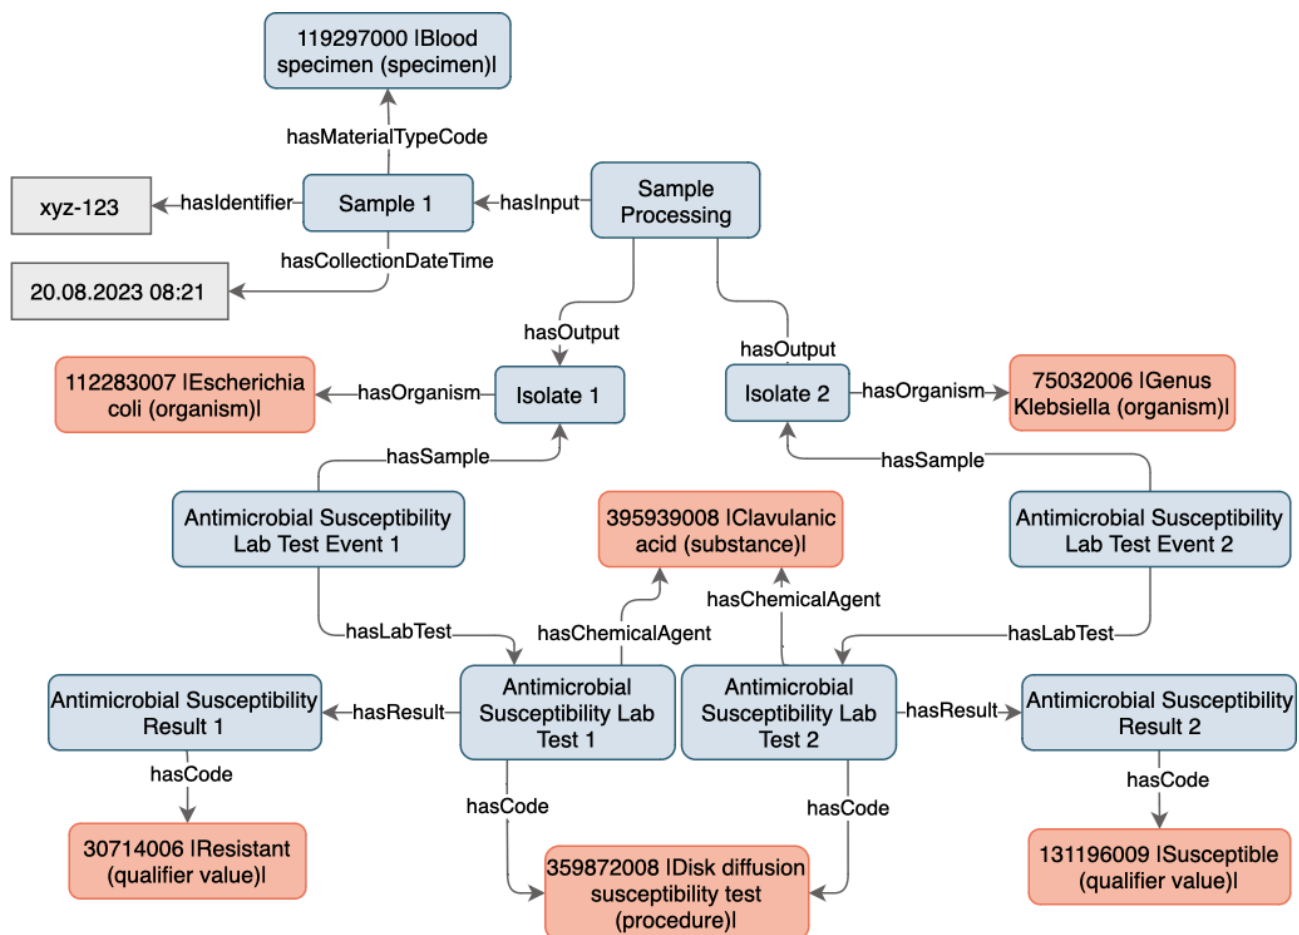 119297000 |Blood
specimen (specimen)|
hasMaterialTypeCode
xyz-123
hasIdentifier
Sample 1
hasInput
Sample
Processing
hasCollectionDateTime
20.08.2023 08:21
hasOutput
hasOutput
112283007 |Escherichia
coli (organism)|
hasOrganism
Isolate 1
Isolate 2
hasOrganism
75032006 |Genus
Klebsiella (organism)|
hasSample
hasSample
Antimicrobial Susceptibility
Lab Test Event 1
395939008 |Clavulanic
acid (substance)|
Antimicrobial Susceptibility
Lab Test Event 2
hasChemicalAgent
hasLabTest
hasChemicalAgent
hasLabTest
Antimicrobial Susceptibility
Result 1
hasResult
Antimicrobial
Susceptibility Lab
Test 1
Antimicrobial
Susceptibility Lab
Test 2
hasResult
Antimicrobial Susceptibility
Result 2
hasCode
hasCode
hasCode
hasCode
30714006 |Resistant
(qualifier value)|
359872008 |Disk diffusion
susceptibility test
(procedure)|
131196009 |Susceptible
(qualifier value)|